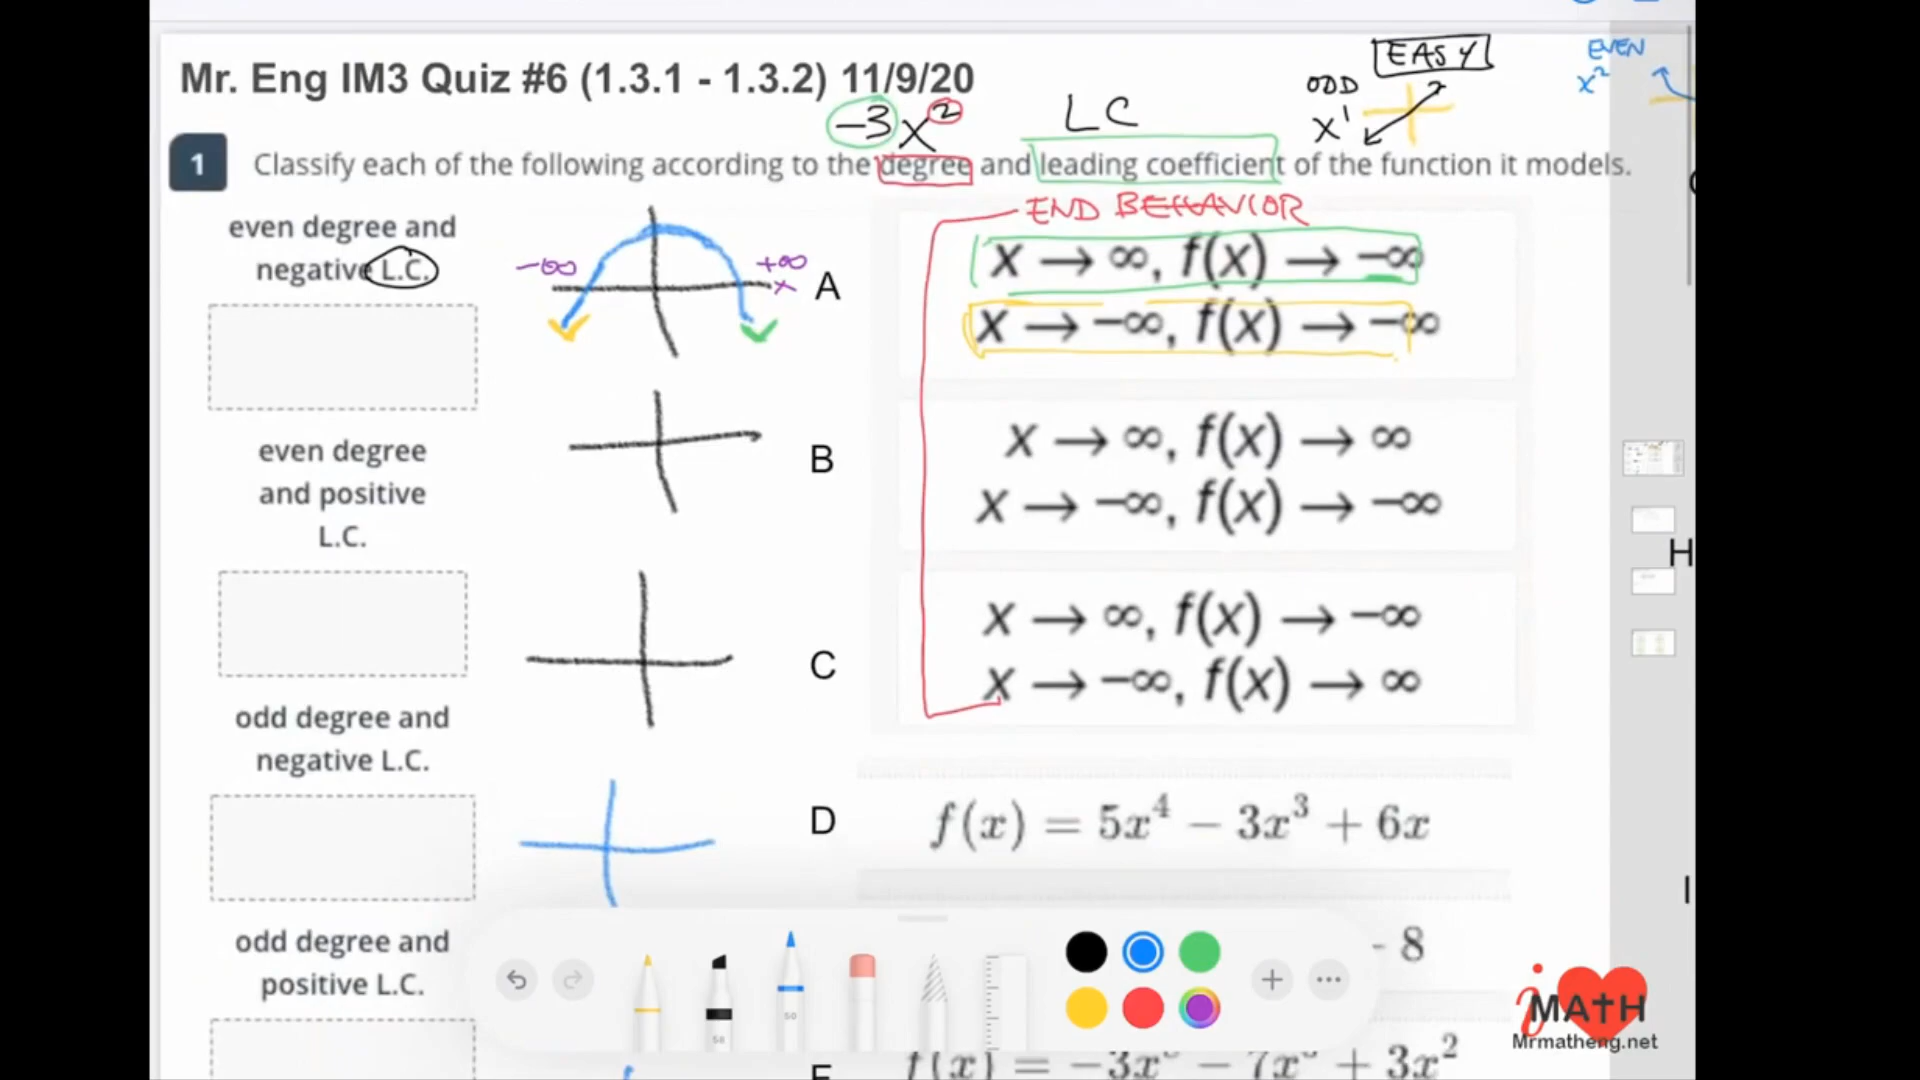 Mr. Eng IM3 Quiz #6 (1.3.1 - 1.3.2) 11/9/20
EASY
EVEN
ODD
x²
x¹
-3x²
LC
1 Classify each of the following according to the degree and leading coefficient of the function it models.
END BEHAVIOR
even degree and
negative L.C.
-∞
+∞
x
A
x → ∞, f(x) → -∞
x → -∞, f(x) → -∞
even degree
and positive
L.C.
B
x → ∞, f(x) → ∞
x → -∞, f(x) → -∞
C
x → ∞, f(x) → -∞
x → -∞, f(x) → ∞
H
odd degree and
negative L.C.
D
f(x) = 5x⁴ - 3x³ + 6x
I
odd degree and
positive L.C.
- 8
50
58
i MATH
Mrmatheng.net